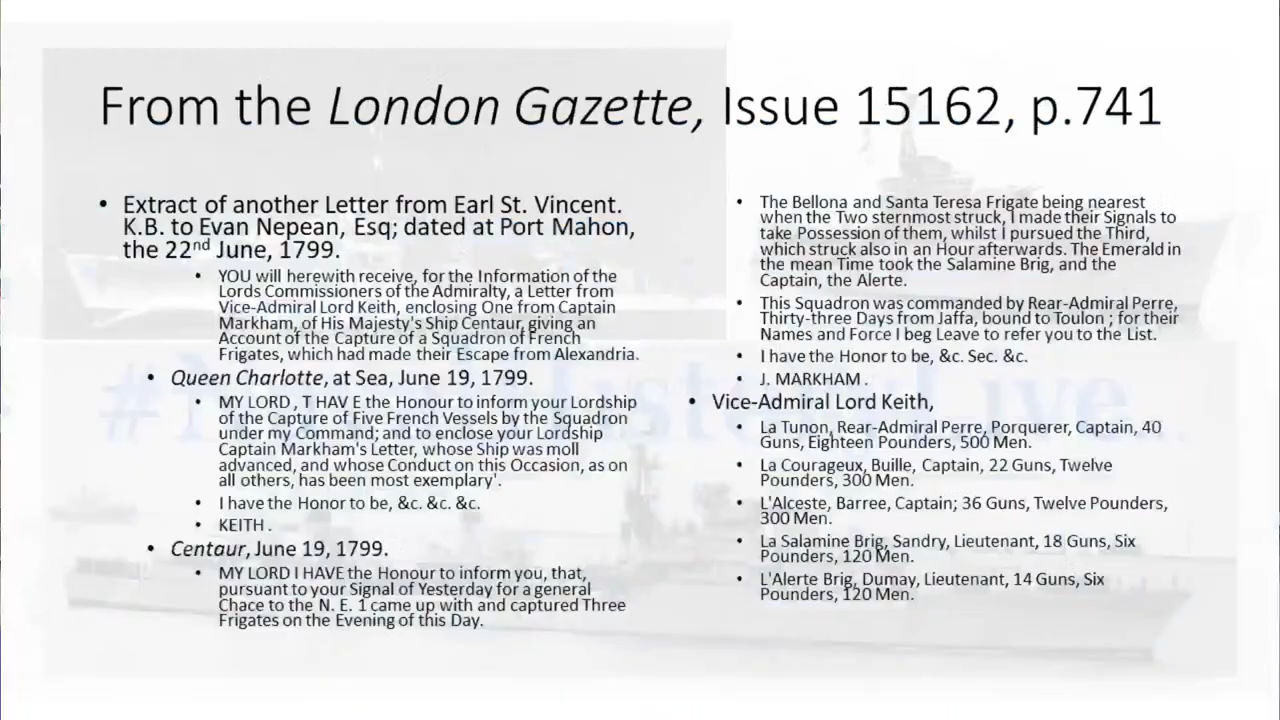 From the London Gazette, Issue 15162, p.741
• Extract of another Letter from Earl St. Vincent.
K.B. to Evan Nepean, Esq; dated at Port Mahon,
the 22nd June, 1799.
• YOU will herewith receive, for the Information of the
Lords Commissioners of the Admiralty, a Letter from
Vice-Admiral Lord Keith, enclosing One from Captain
Markham, of His Majesty's Ship Centaur, giving an
Account of the Capture of a Squadron of French
Frigates, which had made their Escape from Alexandria.
• Queen Charlotte, at Sea, June 19, 1799.
• MY LORD , T HAV E the Honour to inform your Lordship
of the Capture of Five French Vessels by the Squadron
under my Command; and to enclose your Lordship
Captain Markham's Letter, whose Ship was moll
advanced, and whose Conduct on this Occasion, as on
all others, has been most exemplary'.
• I have the Honor to be, &c. &c. &c.
• KEITH .
• Centaur, June 19, 1799.
• MY LORD I HAVE the Honour to inform you, that,
pursuant to your Signal of Yesterday for a general
Chace to the N. E. 1 came up with and captured Three
Frigates on the Evening of this Day.
• The Bellona and Santa Teresa Frigate being nearest
when the Two sternmost struck, I made their Signals to
take Possession of them, whilst I pursued the Third,
which struck also in an Hour afterwards. The Emerald in
the mean Time took the Salamine Brig, and the
Captain, the Alerte.
• This Squadron was commanded by Rear-Admiral Perre,
Thirty-three Days from Jaffa, bound to Toulon ; for their
Names and Force I beg Leave to refer you to the List.
• I have the Honor to be, &c. Sec. &c.
• J. MARKHAM .
• Vice-Admiral Lord Keith,
• La Tunon, Rear-Admiral Perre, Porquerer, Captain, 40
Guns, Eighteen Pounders, 500 Men.
• La Courageux, Buille, Captain, 22 Guns, Twelve
Pounders, 300 Men.
• L'Alceste, Barree, Captain; 36 Guns, Twelve Pounders,
300 Men.
• La Salamine Brig, Sandry, Lieutenant, 18 Guns, Six
Pounders, 120 Men.
• L'Alerte Brig, Dumay, Lieutenant, 14 Guns, Six
Pounders, 120 Men.